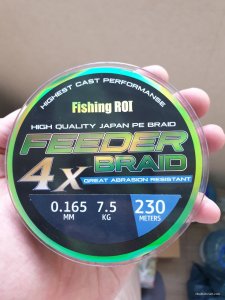 HIGHEST CAST PERFORMANSE
Fishing ROI
HIGH QUALITY JAPAN PE BRAID
FEEDER
4X BRAID
GREAT ABRASION RESISTANT
0.165 7.5 230
MM KG METERS